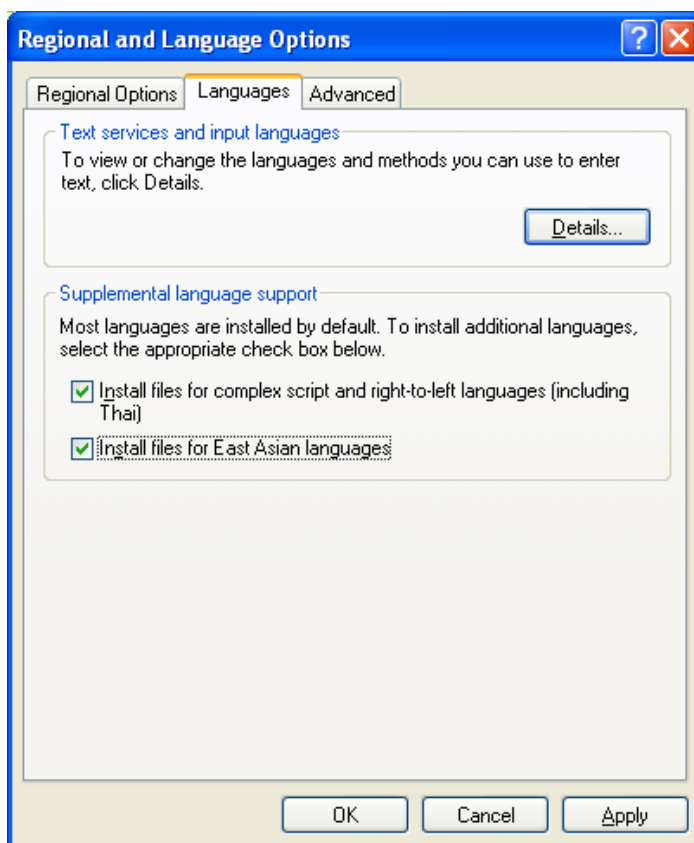 Regional and Language Options
Regional Options Languages Advanced
Text services and input languages
To view or change the languages and methods you can use to enter
text, click Details.
Details...
Supplemental language support
Most languages are installed by default. To install additional languages,
select the appropriate check box below.
Install files for complex script and right-to-left languages (including
Thai)
Install files for East Asian languages
OK Cancel Apply